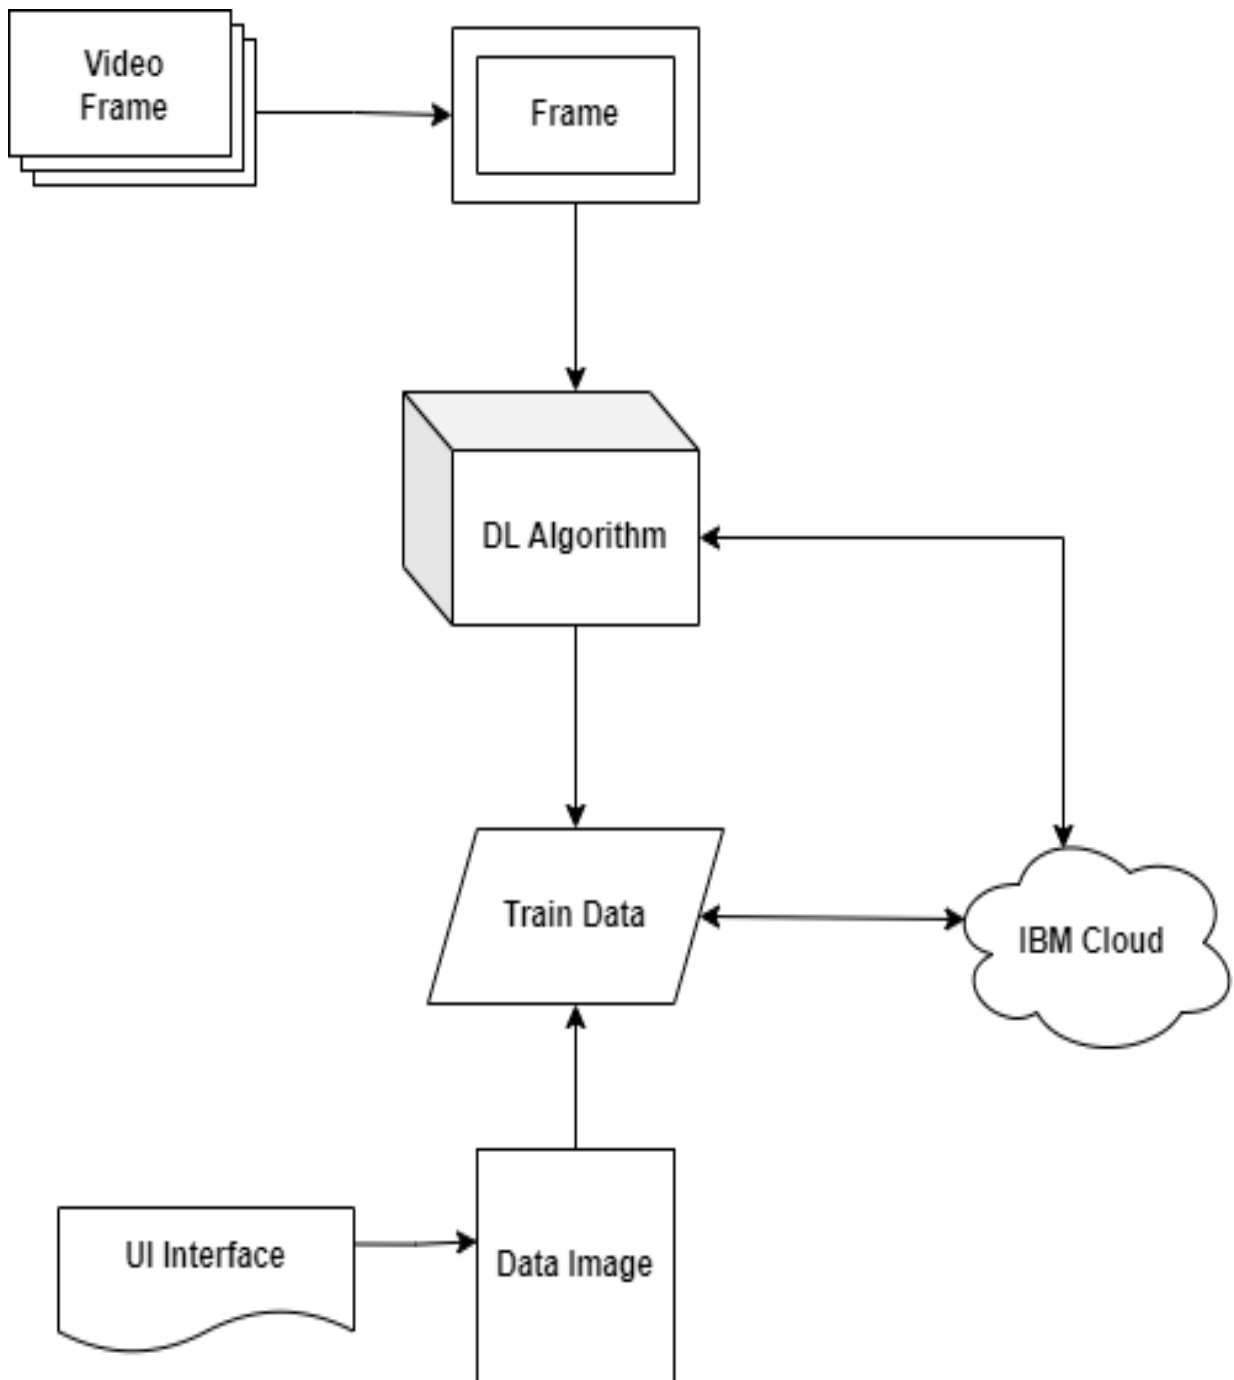 Video
Frame
Frame
DL Algorithm
Train Data
IBM Cloud
UI Interface
Data Image